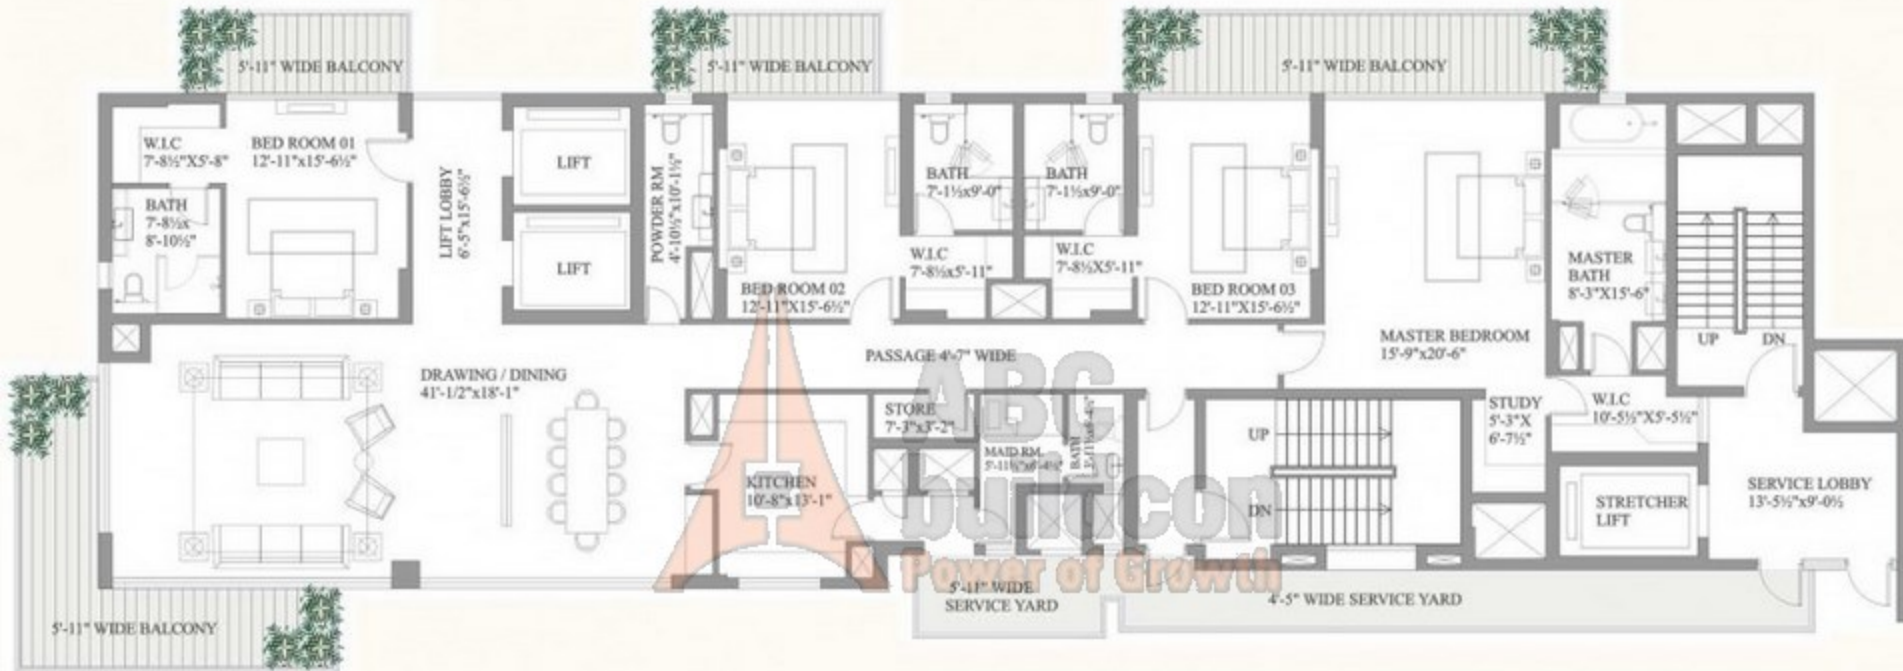 5'-11" WIDE BALCONY
5'-11" WIDE BALCONY
5'-11" WIDE BALCONY
W.I.C
7'-8½"X5'-8"
BED ROOM 01
12'-11"x15'-6½"
BATH
7'-8½x
8'-10½"
LIFT LOBBY
6'-5"x15'-6½"
LIFT
LIFT
POWDER RM
4'-10½"x10'-1½"
BED ROOM 02
12'-11"X15'-6½"
BATH
7'-1½x9'-0"
W.I.C
7'-8½x5'-11"
BATH
7'-1½x9'-0"
W.I.C
7'-8½X5'-11"
BED ROOM 03
12'-11"X15'-6½"
MASTER BEDROOM
15'-9"x20'-6"
MASTER
BATH
8'-3"X15'-6"
UP
DN
PASSAGE 4'-7" WIDE
DRAWING / DINING
41'-1/2"x18'-1"
KITCHEN
10'-8"x13'-1"
STORE
7'-3"x3'-2"
MAID RM.
BATH
UP
DN
STUDY
5'-3"X
6'-7½"
W.I.C
10'-5½"X5'-5½"
STRETCHER
LIFT
SERVICE LOBBY
13'-5½"x9'-0½
ABC
buildcon
Power of Growth
5'-11" WIDE
SERVICE YARD
4'-5" WIDE SERVICE YARD
5'-11" WIDE BALCONY